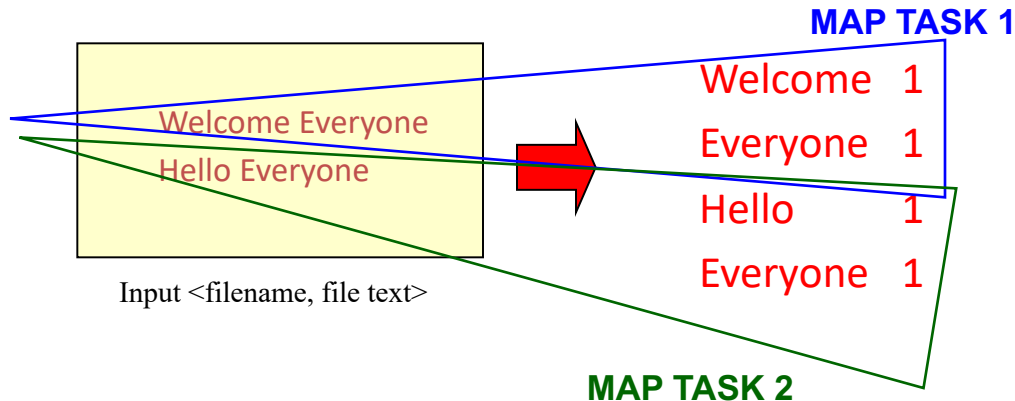 MAP TASK 1
Welcome Everyone
Hello Everyone
Input <filename, file text>
Welcome 1
Everyone 1
Hello 1
Everyone 1
MAP TASK 2